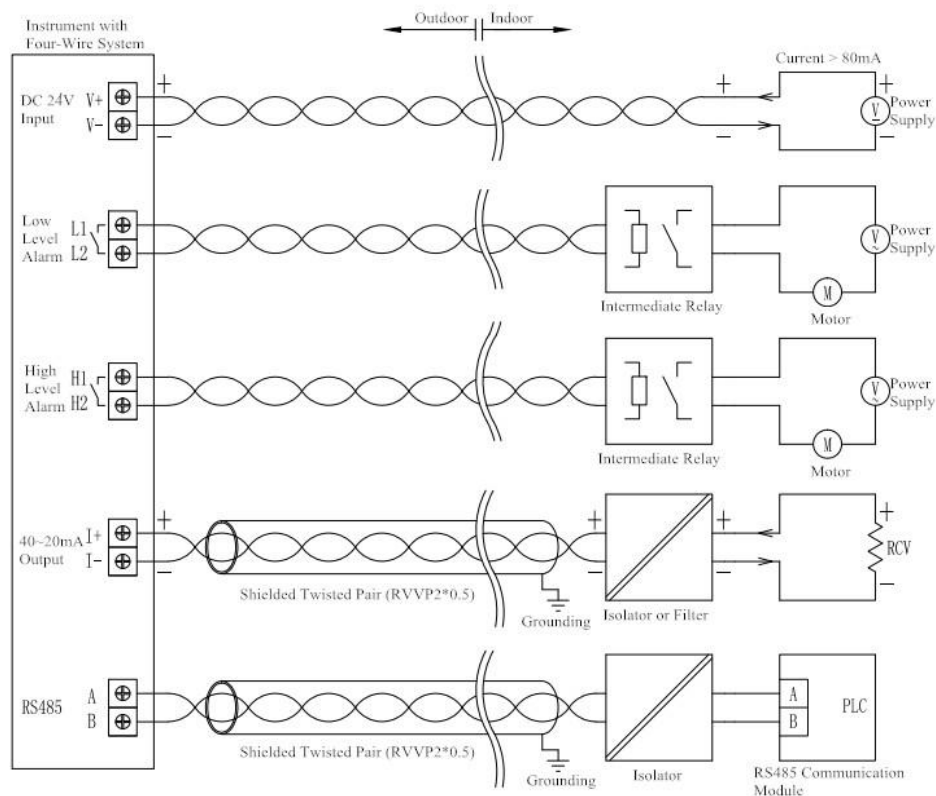 Instrument with
Four-Wire System
Outdoor
Indoor
Current > 80mA
DC 24V
Input
V+
V-
+
−
+
−
+
V
Power
Supply
−
Low
Level
Alarm
L1
L2
Intermediate Relay
V
~
Power
Supply
M
Motor
High
Level
Alarm
H1
H2
Intermediate Relay
V
~
Power
Supply
M
Motor
40~20mA
Output
I+
I-
+
−
Shielded Twisted Pair (RVVP2*0.5)
Grounding
+
−
Isolator or Filter
+
−
+
RCV
−
RS485
A
B
Shielded Twisted Pair (RVVP2*0.5)
Grounding
Isolator
A
B
PLC
RS485 Communication
Module